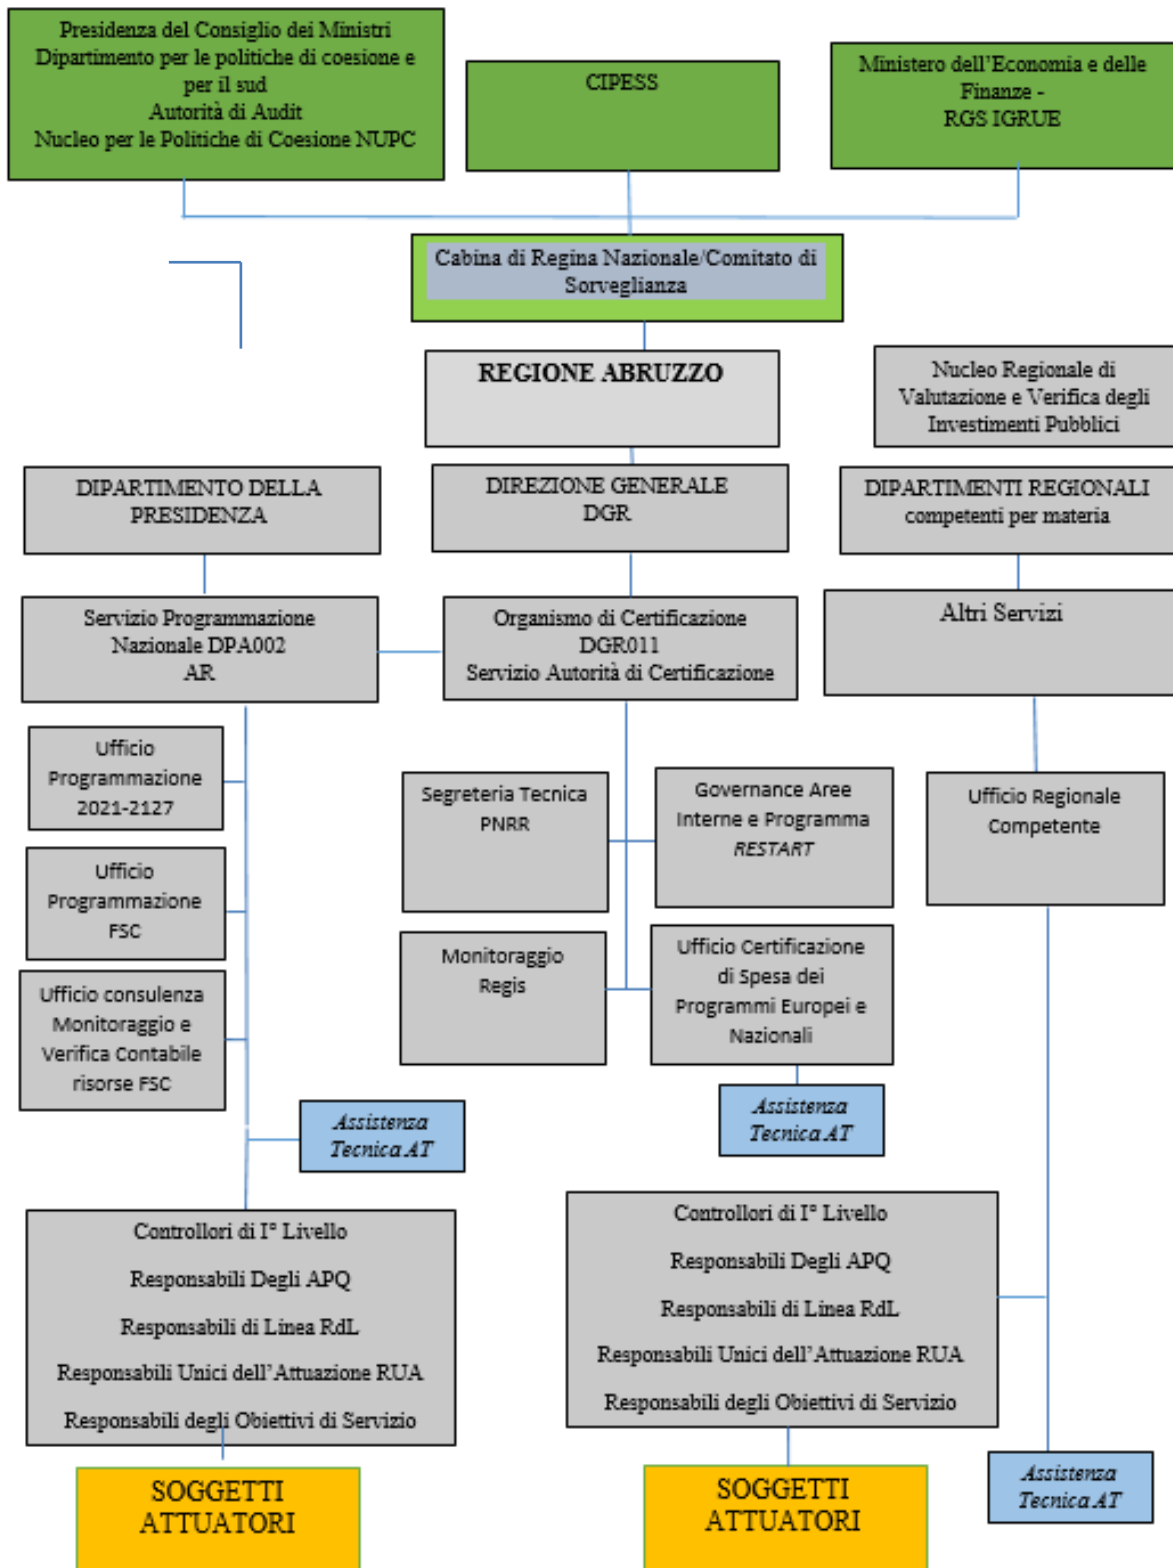 Presidenza del Consiglio dei Ministri
Dipartimento per le politiche di coesione e
per il sud
Autorità di Audit
Nucleo per le Politiche di Coesione NUPC
CIPESS
Ministero dell'Economia e delle
Finanze -
RGS IGRUE
Cabina di Regina Nazionale/Comitato di
Sorveglianza
REGIONE ABRUZZO
Nucleo Regionale di
Valutazione e Verifica degli
Investimenti Pubblici
DIPARTIMENTO DELLA
PRESIDENZA
DIREZIONE GENERALE
DGR
DIPARTIMENTI REGIONALI
competenti per materia
Servizio Programmazione
Nazionale DPA002
AR
Organismo di Certificazione
DGR011
Servizio Autorità di Certificazione
Altri Servizi
Ufficio
Programmazione
2021-2127
Segreteria Tecnica
PNRR
Governance Aree
Interne e Programma
RESTART
Ufficio Regionale
Competente
Ufficio
Programmazione
FSC
Monitoraggio
Regis
Ufficio Certificazione
di Spesa dei
Programmi Europei e
Nazionali
Ufficio consulenza
Monitoraggio e
Verifica Contabile
risorse FSC
Assistenza
Tecnica AT
Assistenza
Tecnica AT
Controllori di I° Livello
Responsabili Degli APQ
Responsabili di Linea RdL
Responsabili Unici dell'Attuazione RUA
Responsabili degli Obiettivi di Servizio
Controllori di I° Livello
Responsabili Degli APQ
Responsabili di Linea RdL
Responsabili Unici dell'Attuazione RUA
Responsabili degli Obiettivi di Servizio
SOGGETTI
ATTUATORI
SOGGETTI
ATTUATORI
Assistenza
Tecnica AT